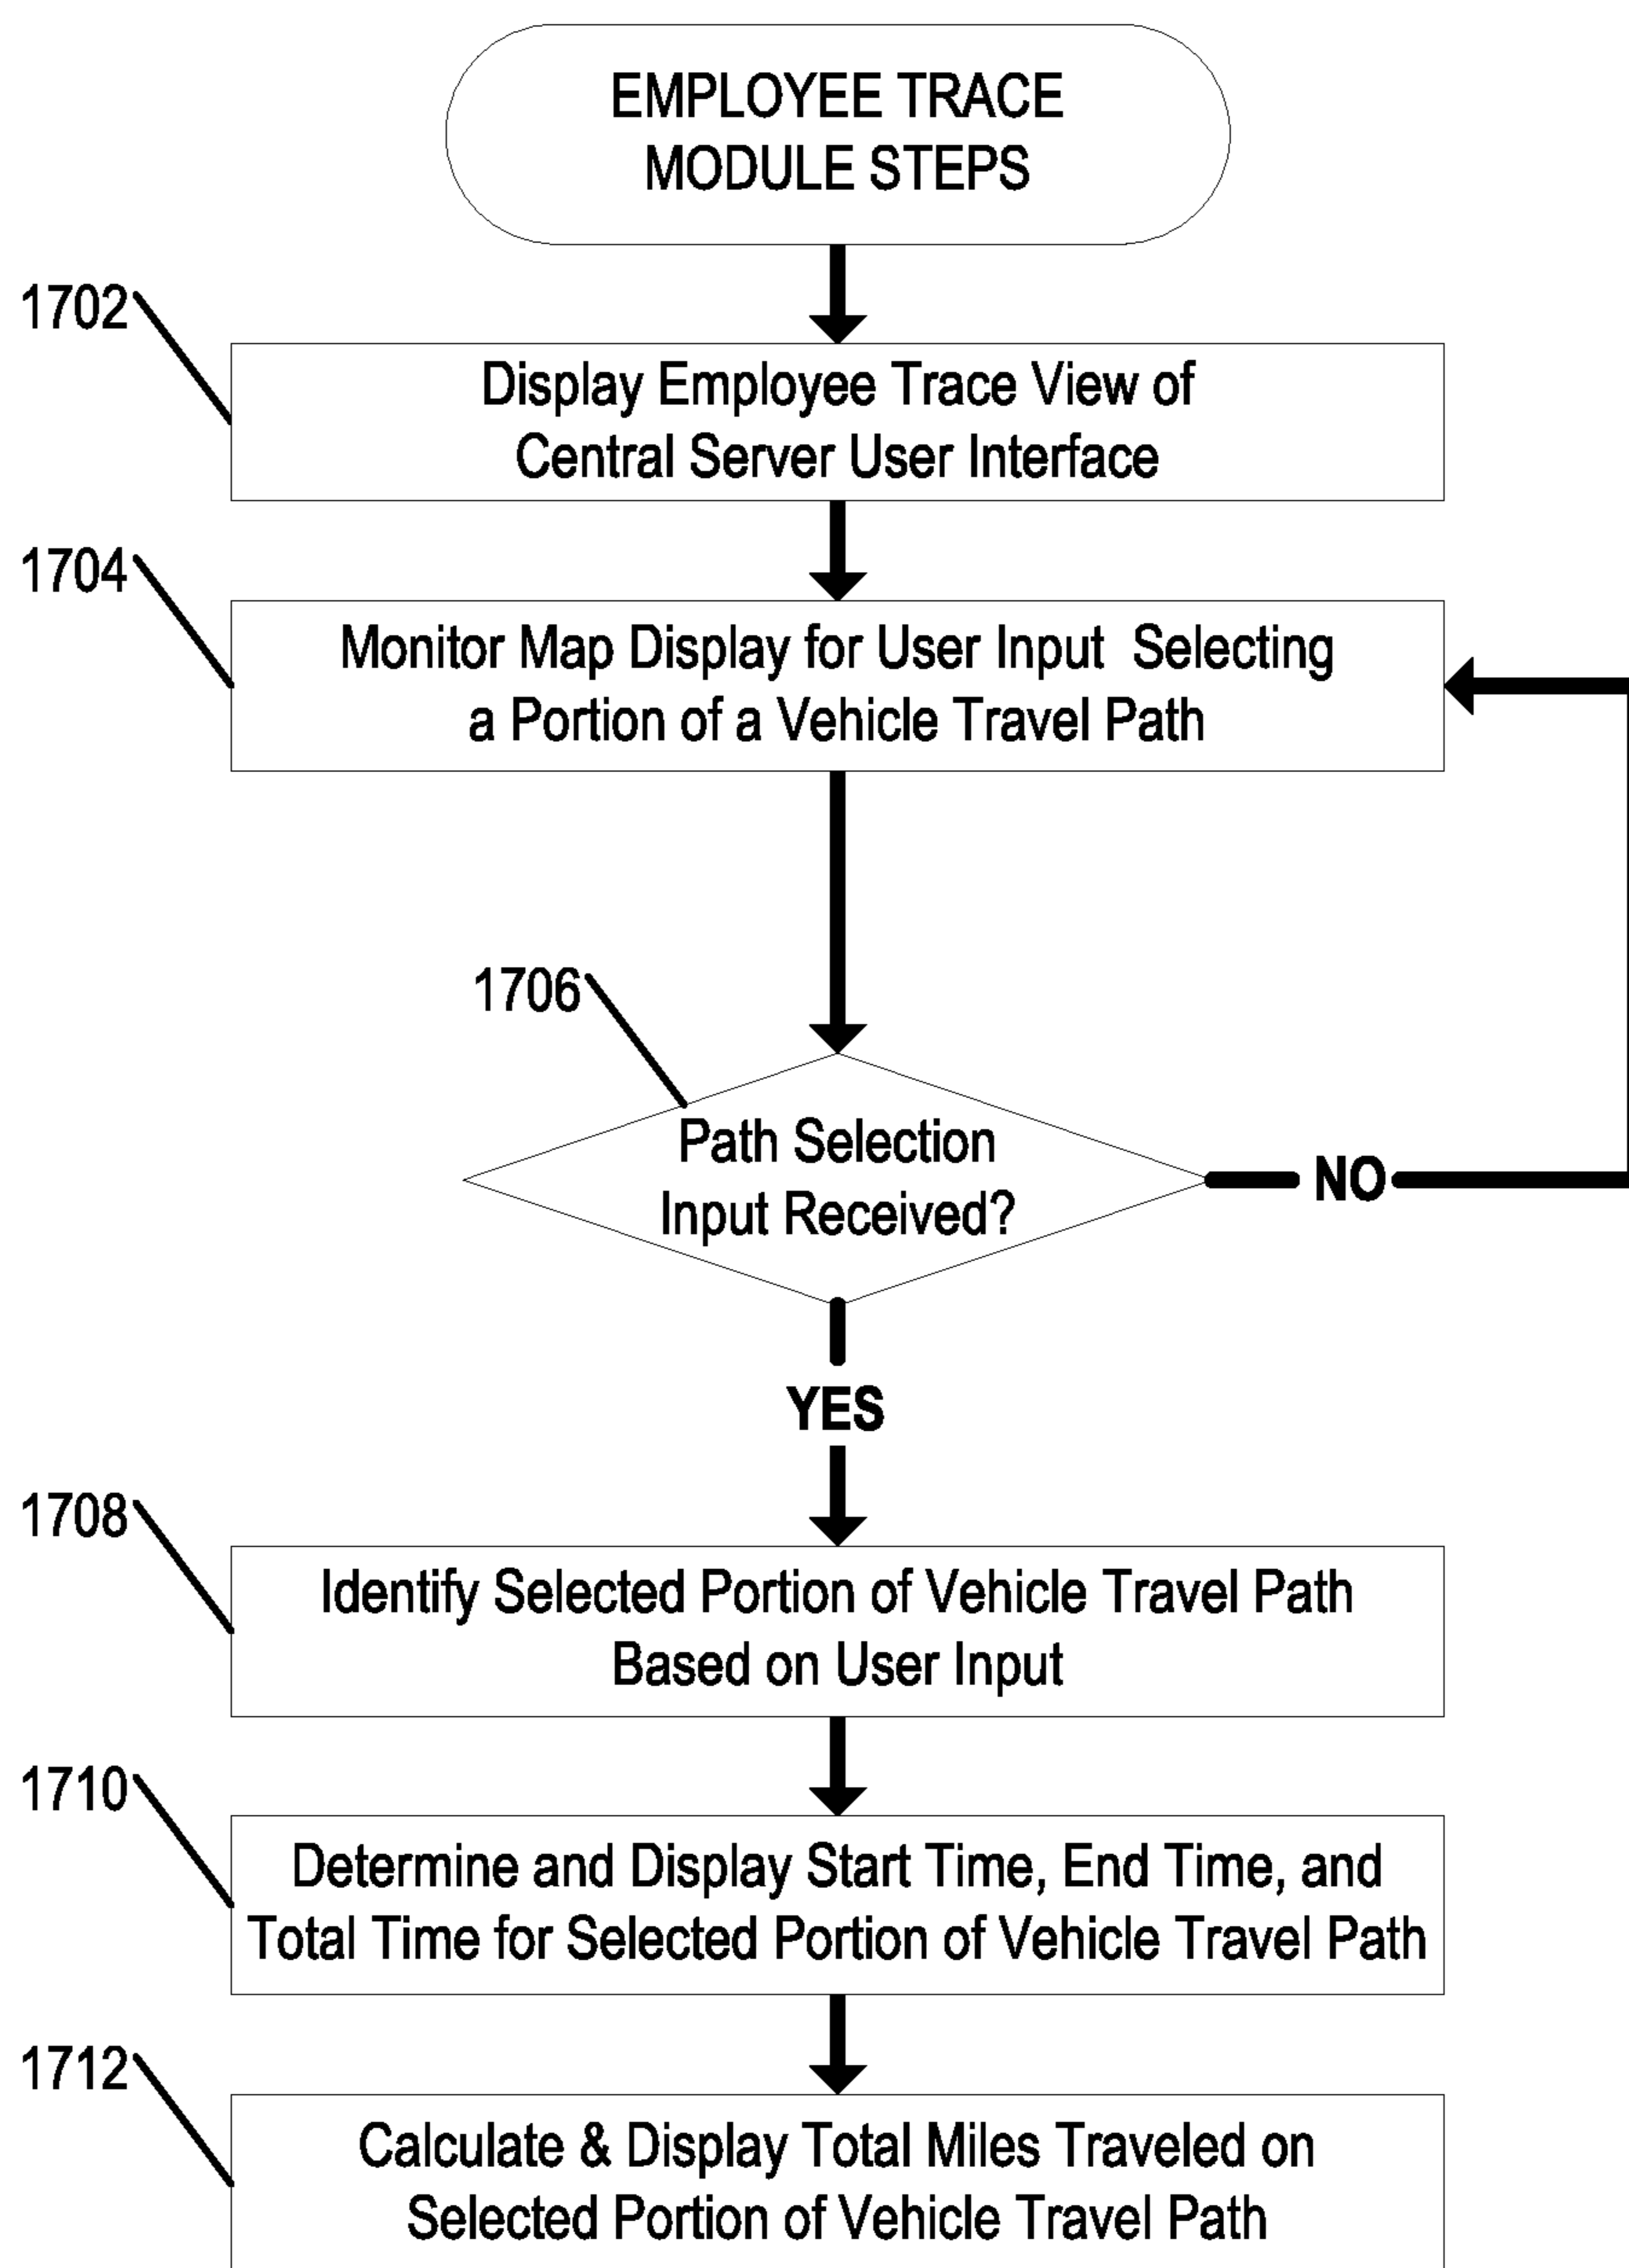 EMPLOYEE TRACE
MODULE STEPS
1702
Display Employee Trace View of
Central Server User Interface
1704
Monitor Map Display for User Input Selecting
a Portion of a Vehicle Travel Path
1706
Path Selection
Input Received?
NO
YES
1708
Identify Selected Portion of Vehicle Travel Path
Based on User Input
1710
Determine and Display Start Time, End Time, and
Total Time for Selected Portion of Vehicle Travel Path
1712
Calculate & Display Total Miles Traveled on
Selected Portion of Vehicle Travel Path